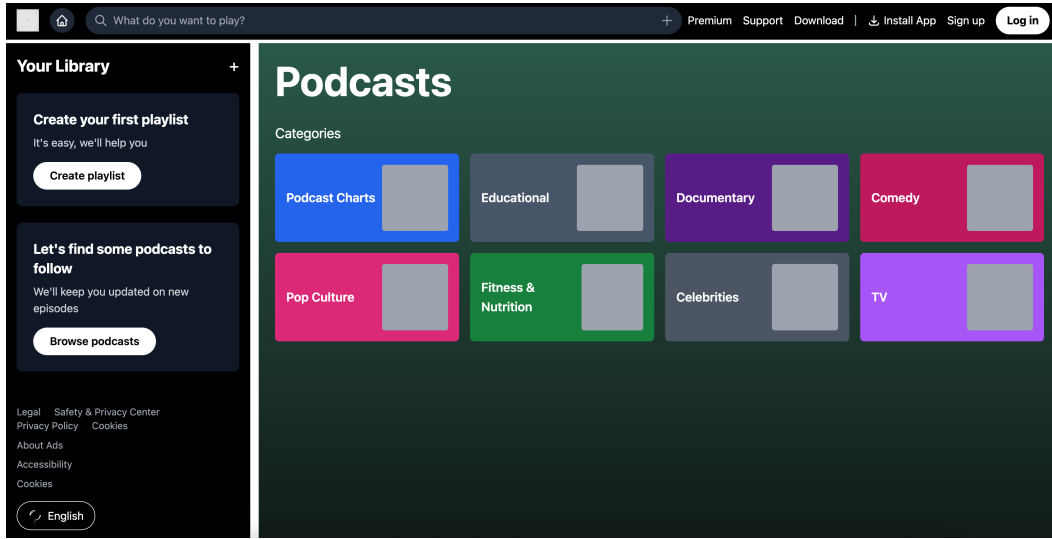 What do you want to play?
Premium Support Download | Install App Sign up Log in
Your Library
Create your first playlist
It's easy, we'll help you
Create playlist
Let's find some podcasts to
follow
We'll keep you updated on new
episodes
Browse podcasts
Legal Safety & Privacy Center
Privacy Policy Cookies
About Ads
Accessibility
Cookies
English
Podcasts
Categories
Podcast Charts
Educational
Documentary
Comedy
Pop Culture
Fitness &
Nutrition
Celebrities
TV